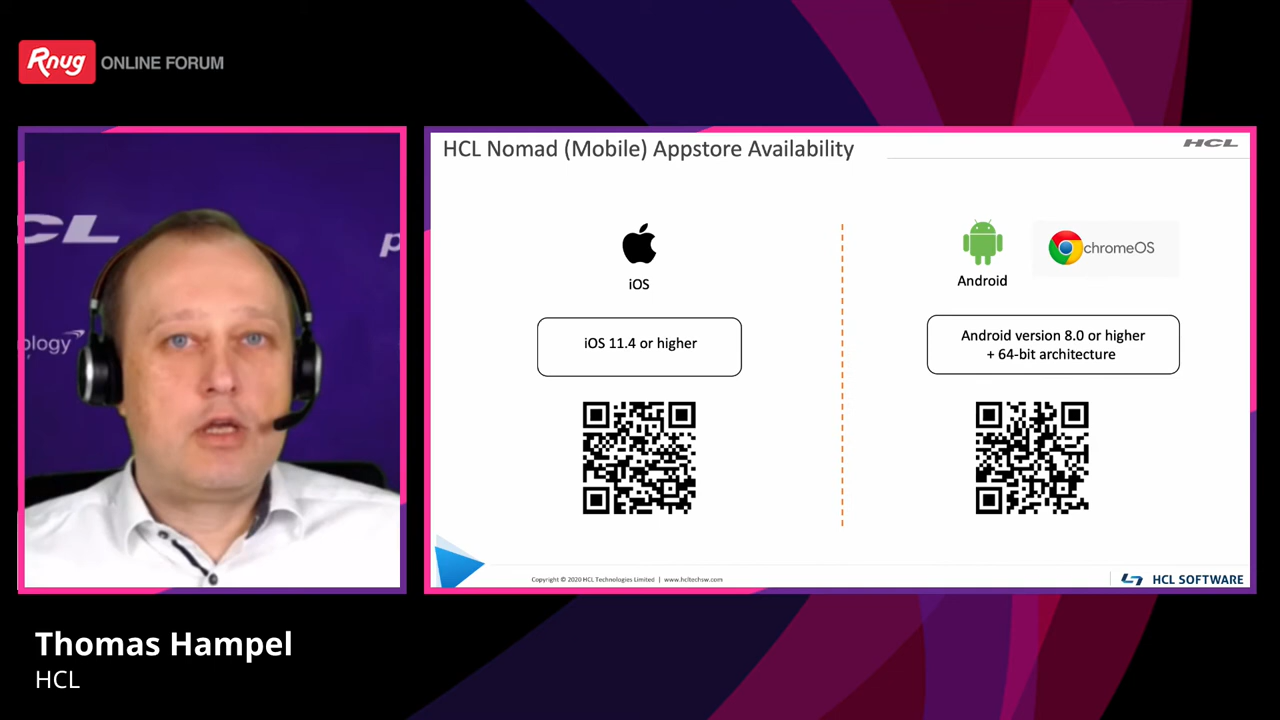 Rnug ONLINE FORUM
HCL
HCL Nomad (Mobile) Appstore Availability
HCL
iOS
Android
chromeOS
iOS 11.4 or higher
Android version 8.0 or higher
+ 64-bit architecture
Copyright © 2020 HCL Technologies Limited | www.hcltechsw.com
HCL SOFTWARE
Thomas Hampel
HCL